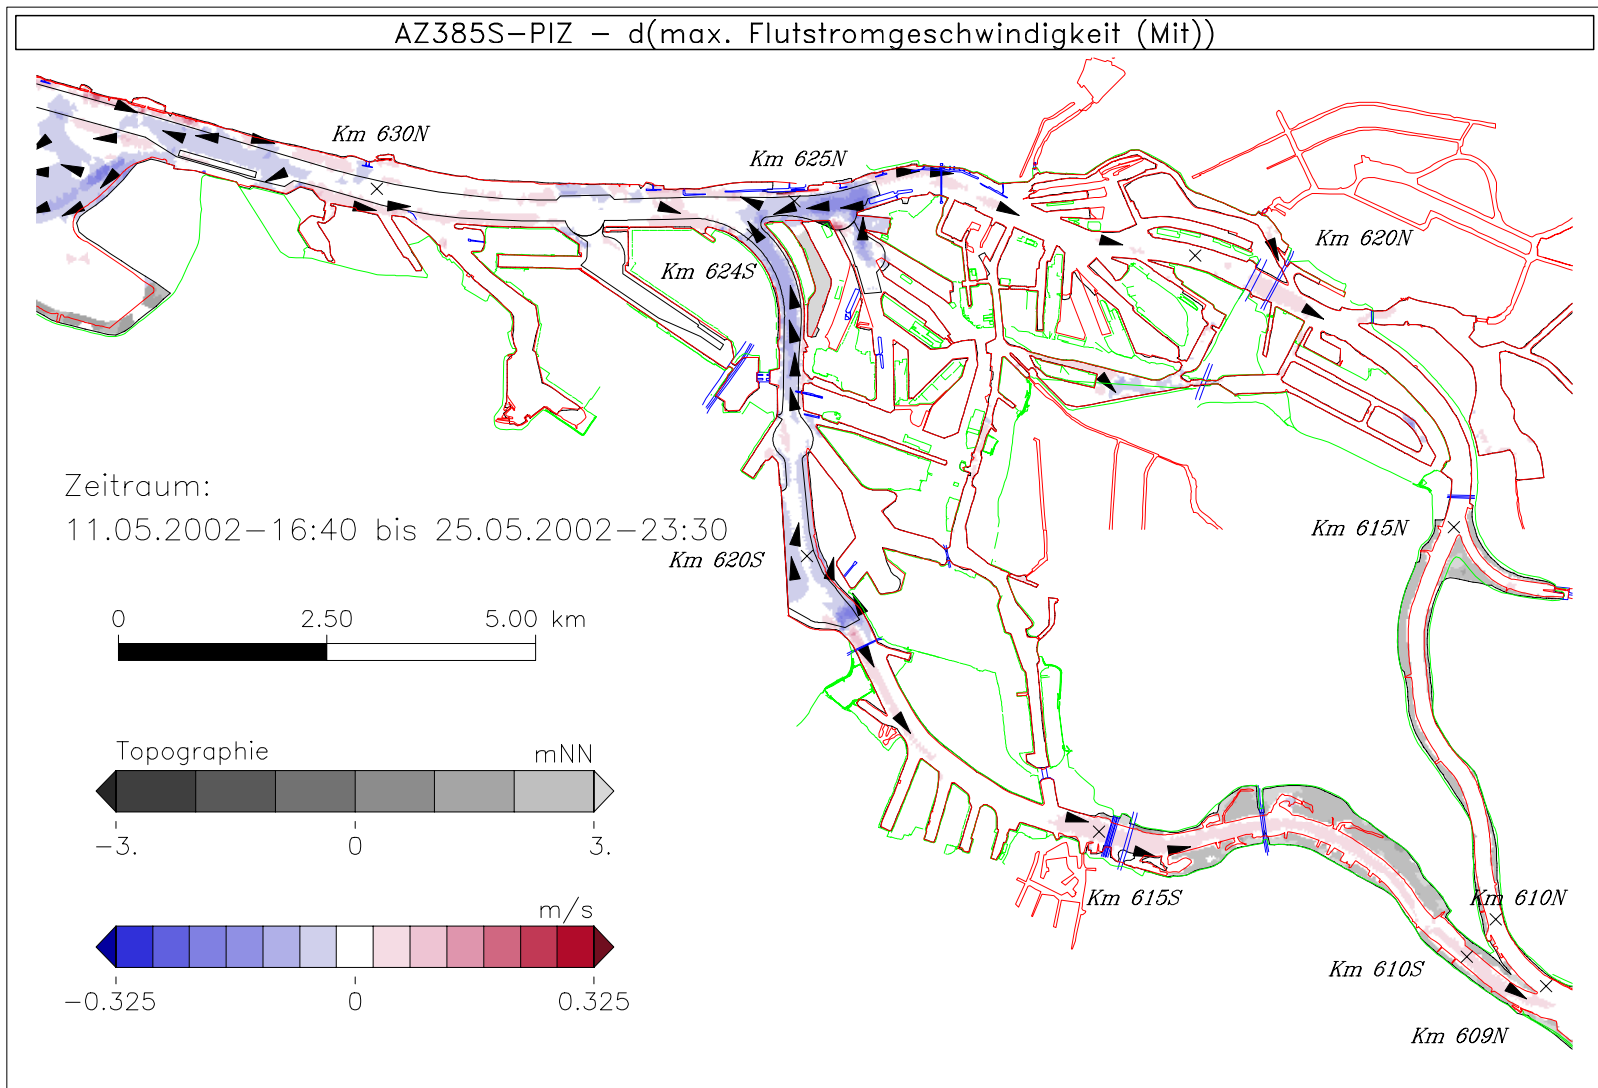 AZ385S-PIZ - d(max. Flutstromgeschwindigkeit (Mit))
Km 630N
Km 625N
Km 620N
Km 624S
Zeitraum:
11.05.2002-16:40 bis 25.05.2002-23:30
Km 615N
Km 620S
0 2.50 5.00 km
Topographie mNN
-3. 0 3.
Km 615S
Km 610N
m/s
Km 610S
-0.325 0 0.325
Km 609N